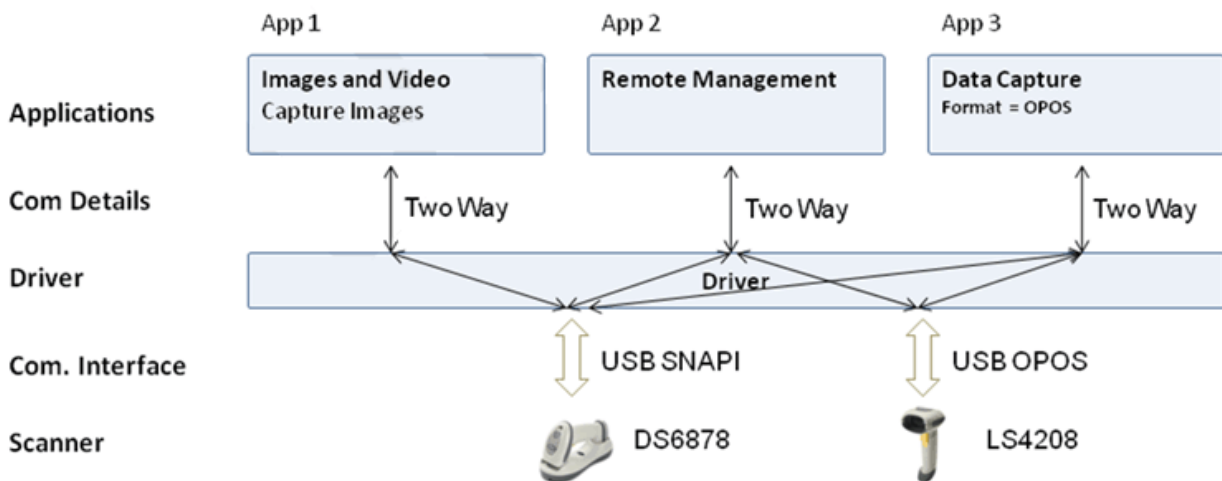 App 1
App 2
App 3
Applications
Images and Video
Capture Images
Remote Management
Data Capture
Format = OPOS
Com Details
Two Way
Two Way
Two Way
Driver
Driver
Com. Interface
USB SNAPI
USB OPOS
Scanner
DS6878
LS4208